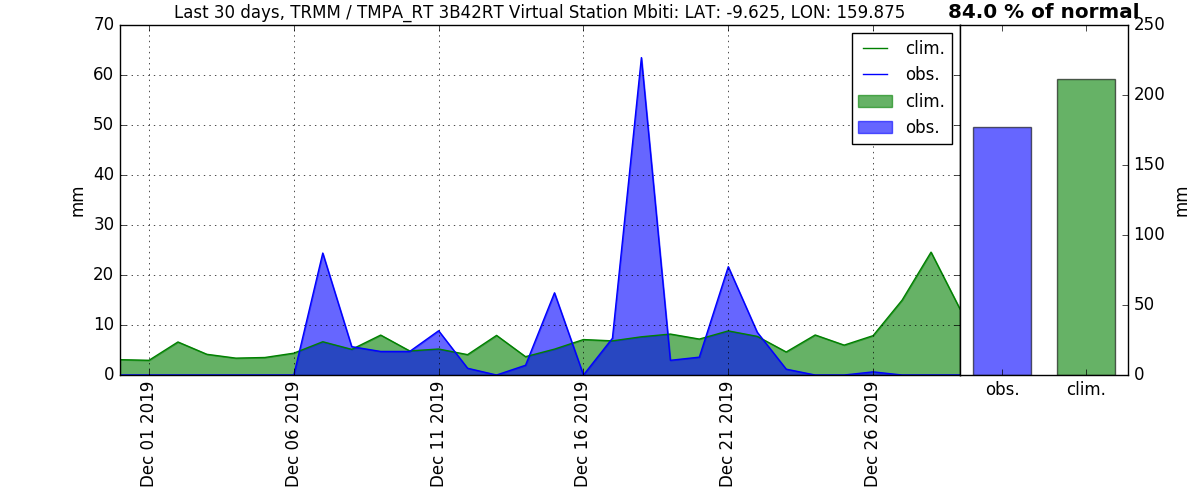 Last 30 days, TRMM / TMPA_RT 3B42RT Virtual Station Mbiti: LAT: -9.625, LON: 159.875
84.0 % of normal
70
60
50
40
30
20
10
0
mm
clim.
obs.
clim.
obs.
250
200
150
100
50
0
mm
Dec 01 2019
Dec 06 2019
Dec 11 2019
Dec 16 2019
Dec 21 2019
Dec 26 2019
obs.
clim.